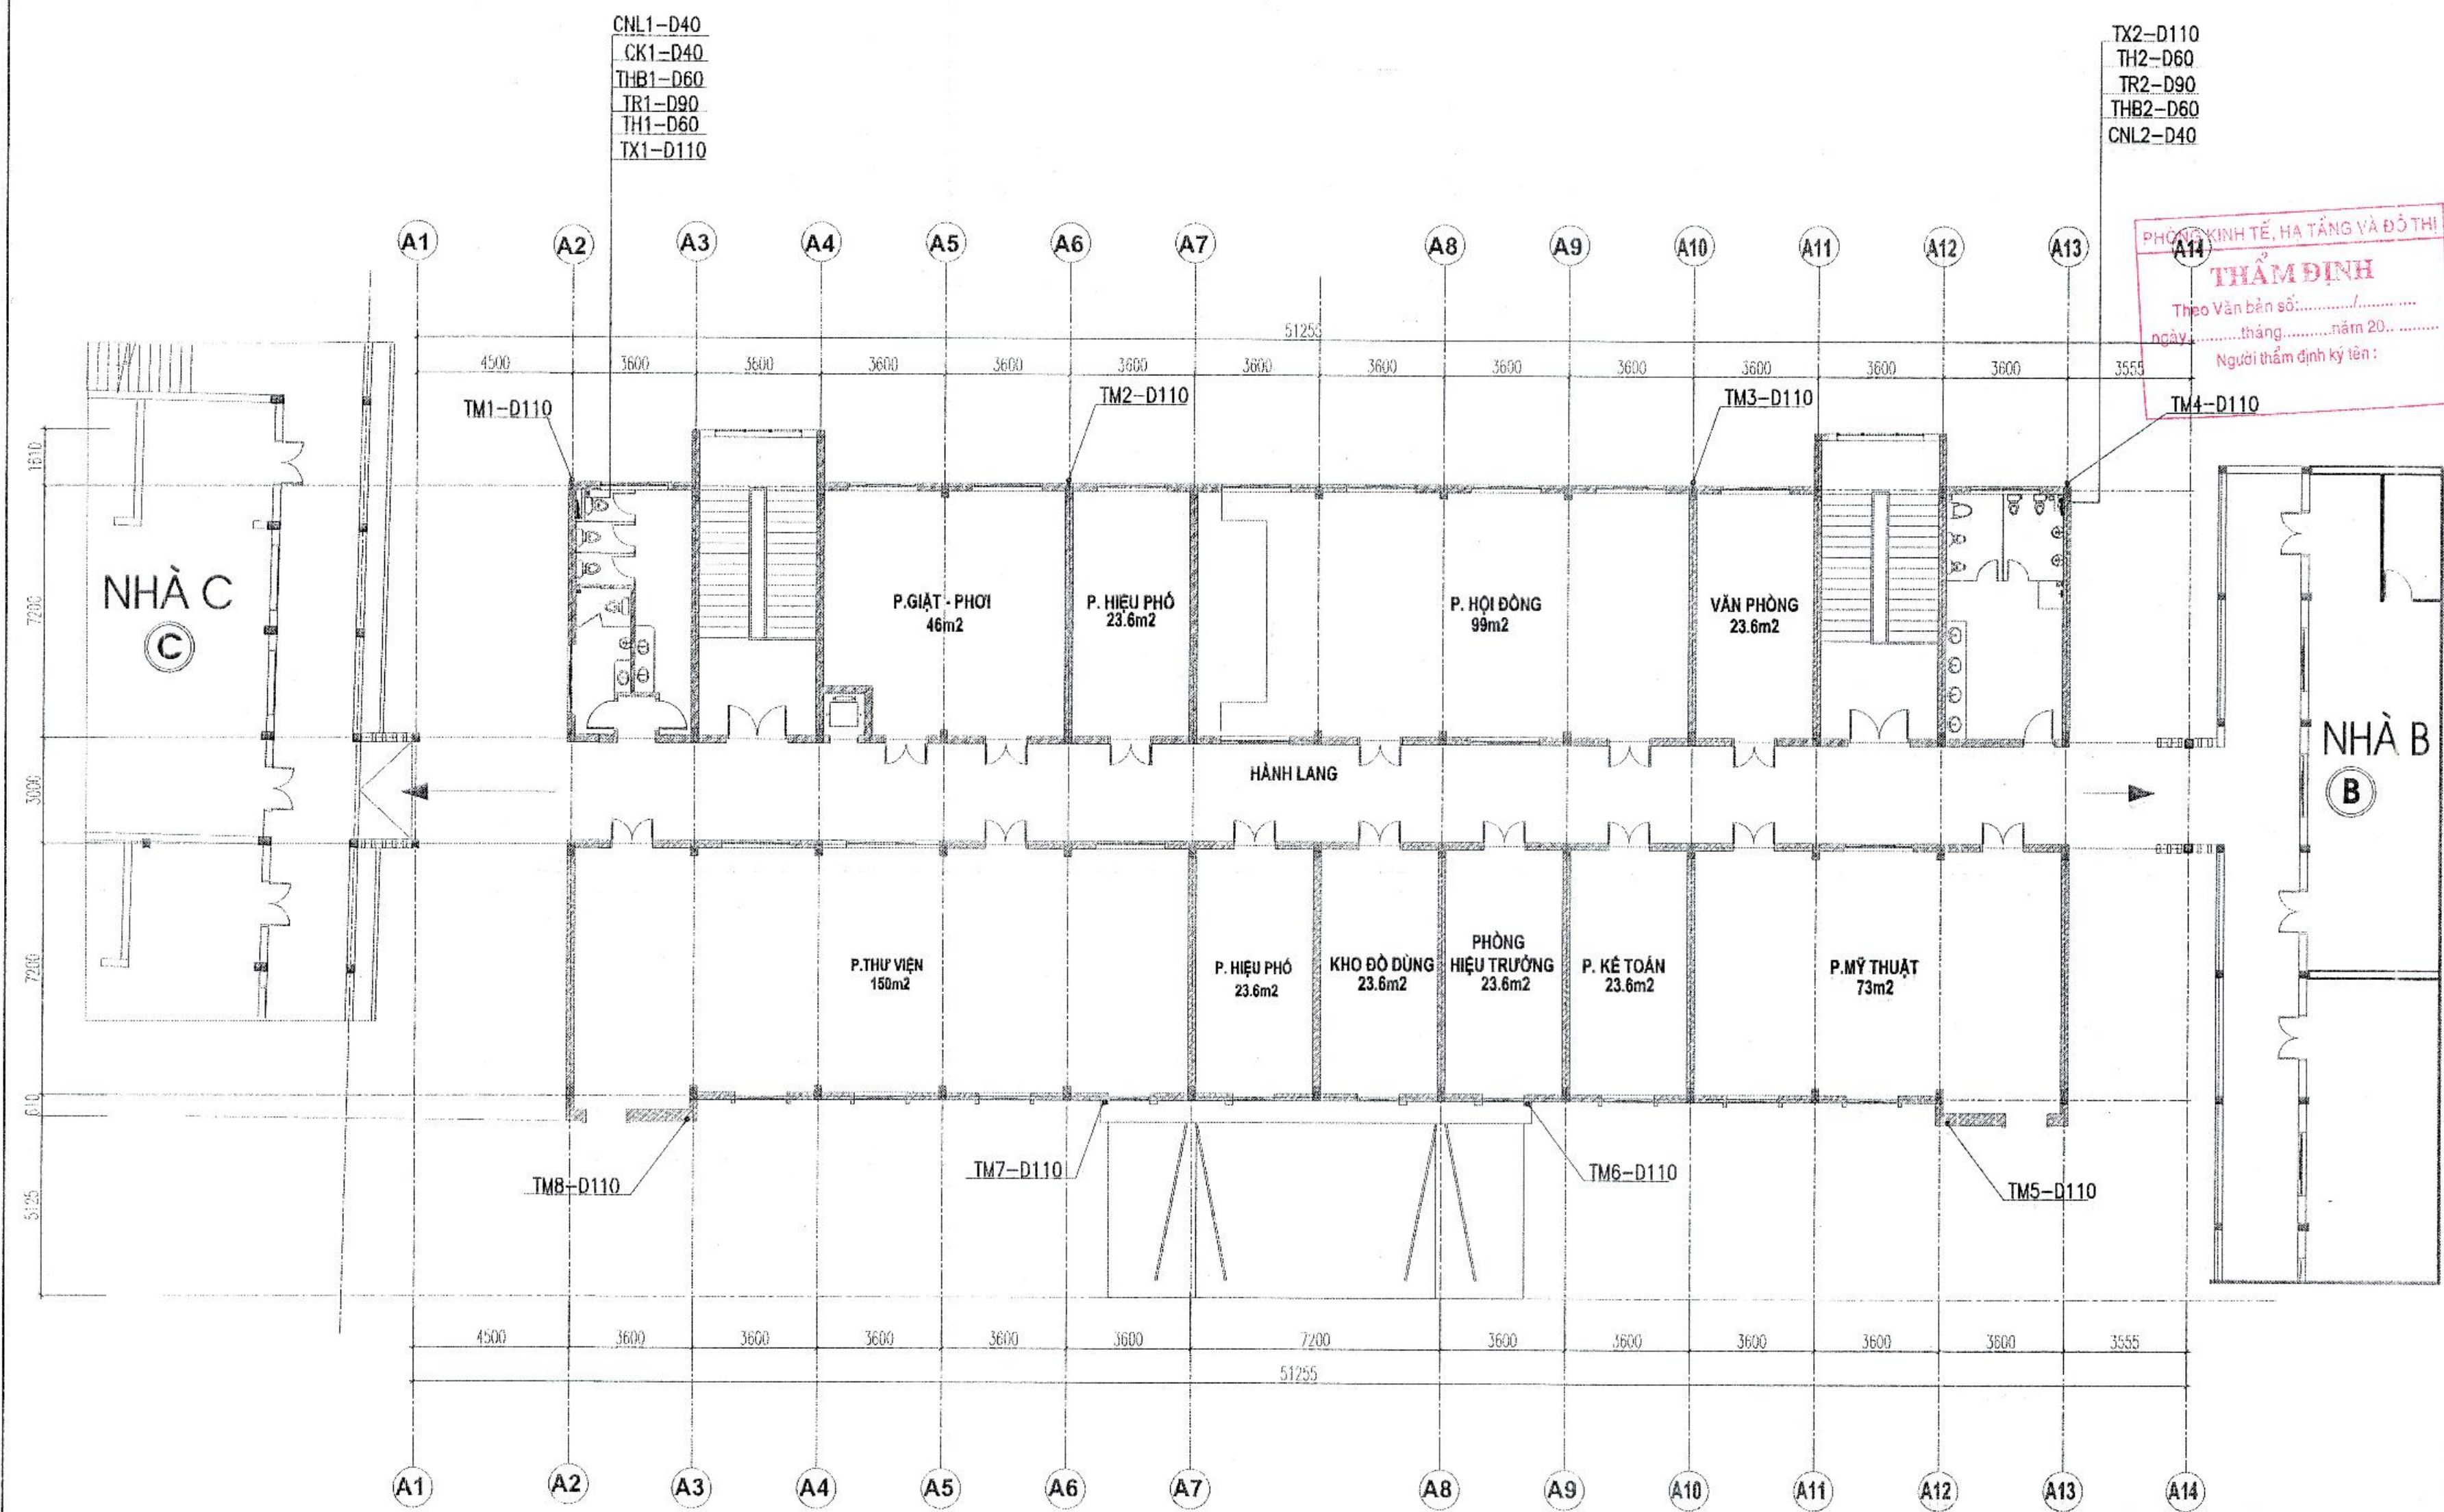 CNL1-D40
CK1-D40
THB1-D60
TR1-D90
TH1-D60
TX1-D110
TX2-D110
TH2-D60
TR2-D90
THB2-D60
CNL2-D40
A1 A2 A3 A4 A5 A6 A7 A8 A9 A10 A11 A12 A13 A14
PHÒNG KINH TẾ, HẠ TẦNG VÀ ĐÔ THỊ
THẨM ĐỊNH
Theo Văn bản số:.........../............
ngày...........tháng..........năm 20.............
Người thẩm định ký tên :
51255
4500 3600 3600 3600 3600 3600 3600 3600 3600 3600 3600 3600 3600 3555
TM1-D110
TM2-D110
TM3-D110
TM4-D110
1810
7200
3000
7200
610
5125
NHÀ C
C
P.GIẶT - PHƠI
46m2
P. HIỆU PHÓ
23.6m2
P. HỘI ĐỒNG
99m2
VĂN PHÒNG
23.6m2
NHÀ B
B
HÀNH LANG
P.THƯ VIỆN
150m2
P. HIỆU PHÓ
23.6m2
KHO ĐỒ DÙNG
23.6m2
PHÒNG
HIỆU TRƯỞNG
23.6m2
P. KẾ TOÁN
23.6m2
P.MỸ THUẬT
73m2
TM8-D110
TM7-D110
TM6-D110
TM5-D110
4500 3600 3600 3600 3600 3600 7200 3600 3600 3600 3600 3600 3555
51255
A1 A2 A3 A4 A5 A6 A7 A8 A9 A10 A11 A12 A13 A14